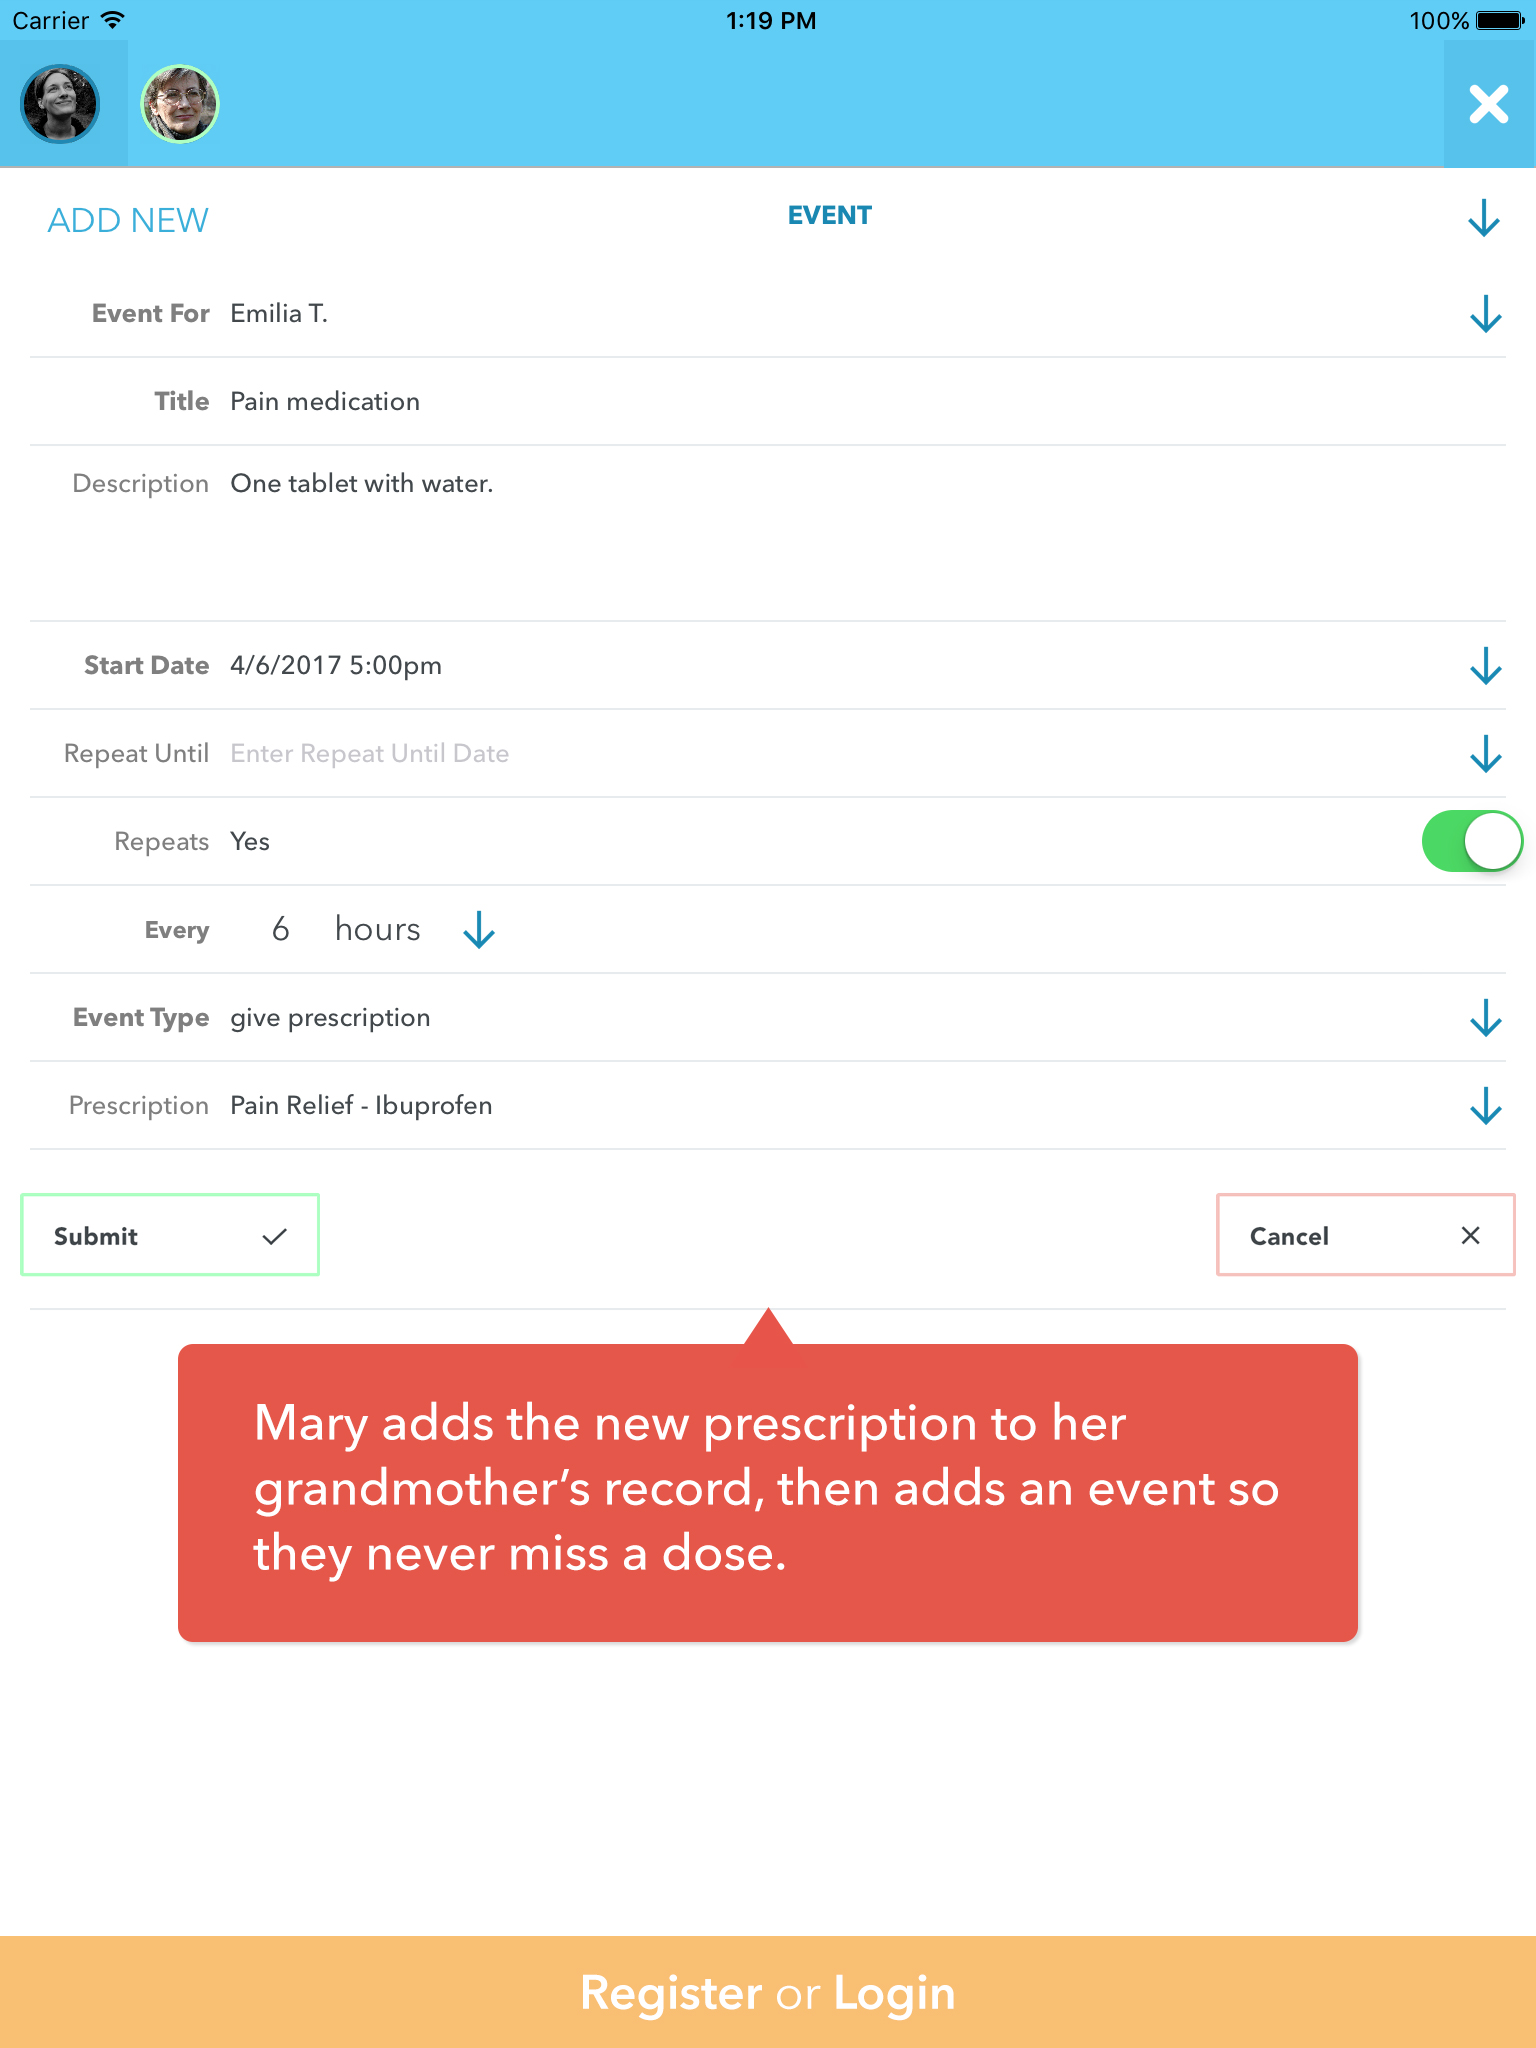 Carrier 1:19 PM 100%
ADD NEW EVENT
Event For Emilia T.
Title Pain medication
Description One tablet with water.
Start Date 4/6/2017 5:00pm
Repeat Until Enter Repeat Until Date
Repeats Yes
Every 6 hours
Event Type give prescription
Prescription Pain Relief - Ibuprofen
Submit Cancel
Mary adds the new prescription to her
grandmother’s record, then adds an event so
they never miss a dose.
Register or Login